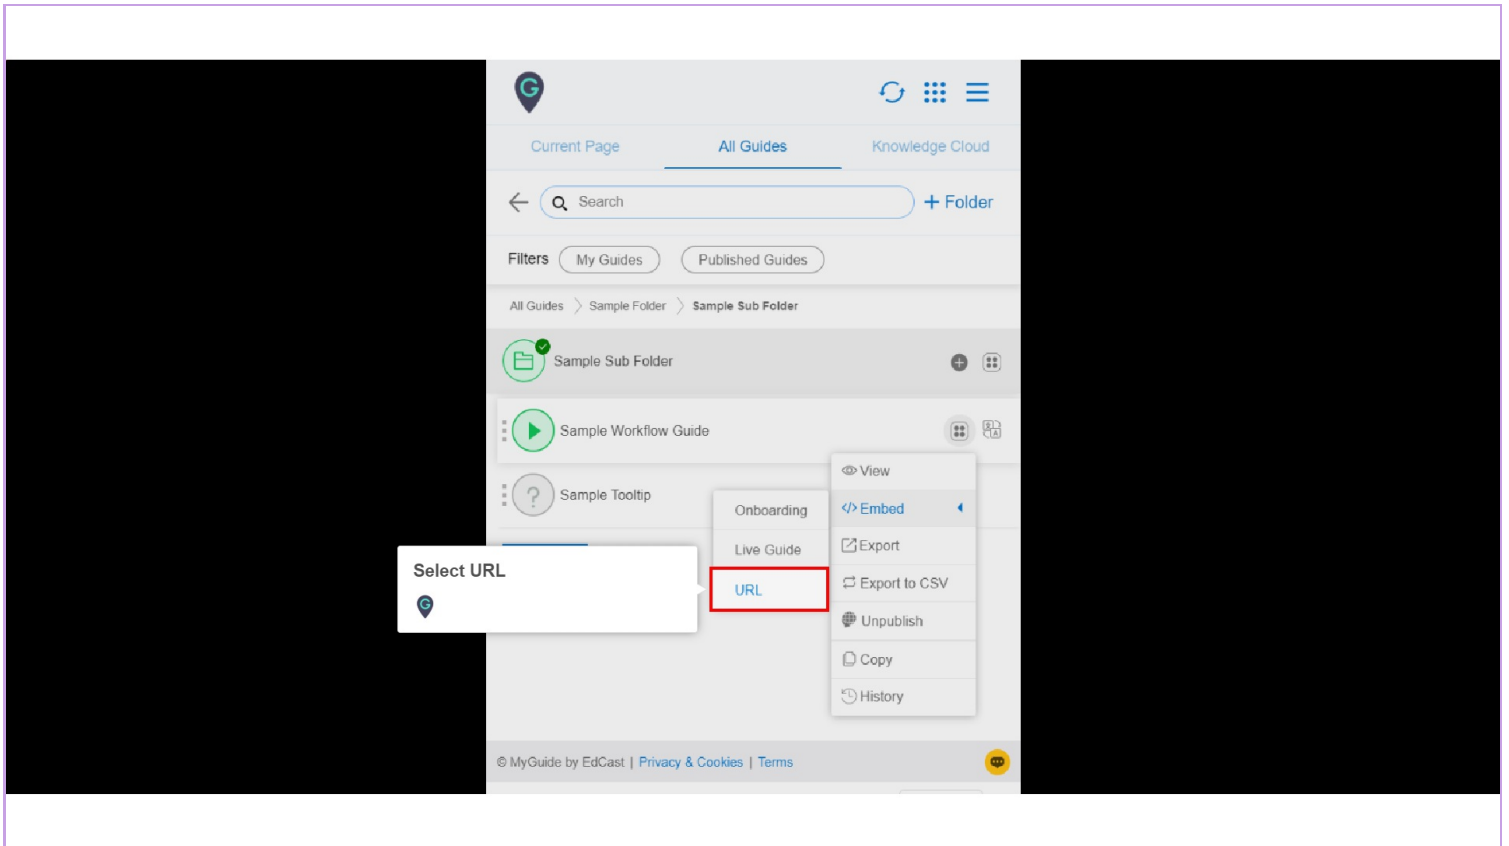 G
Current Page All Guides Knowledge Cloud
Search + Folder
Filters My Guides Published Guides
All Guides Sample Folder Sample Sub Folder
Sample Sub Folder
Sample Workflow Guide
View
Sample Tooltip
Onboarding </> Embed
Live Guide Export
Select URL
URL Export to CSV
G
Unpublish
Copy
History
© MyGuide by EdCast | Privacy & Cookies | Terms